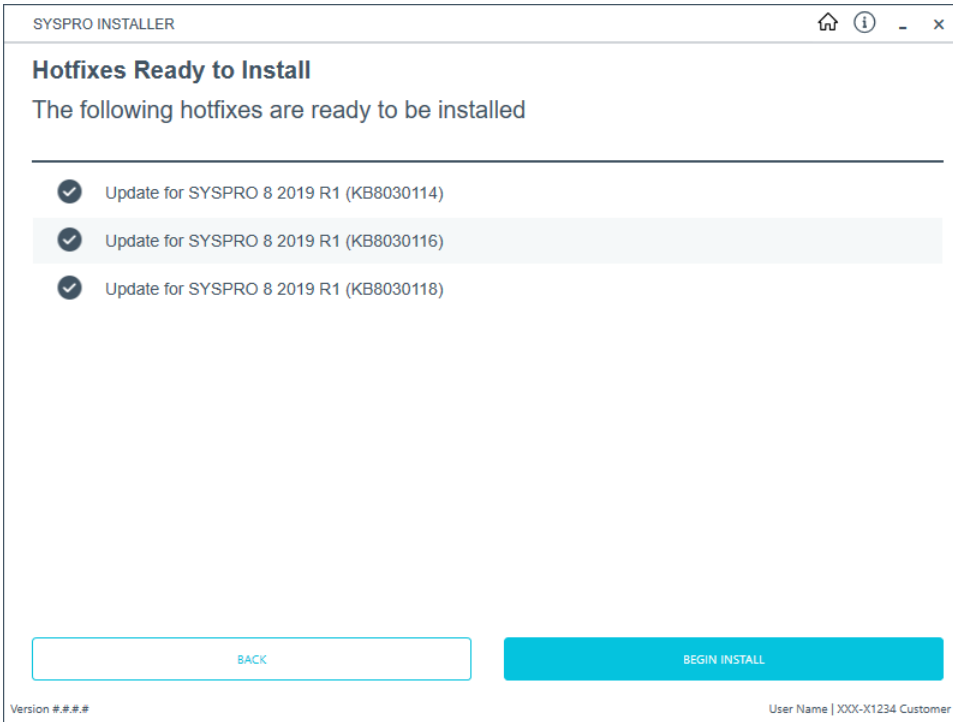 SYSPRO INSTALLER
Hotfixes Ready to Install
The following hotfixes are ready to be installed
Update for SYSPRO 8 2019 R1 (KB8030114)
Update for SYSPRO 8 2019 R1 (KB8030116)
Update for SYSPRO 8 2019 R1 (KB8030118)
BACK
BEGIN INSTALL
Version #.#.#.#
User Name | XXX-X1234 Customer